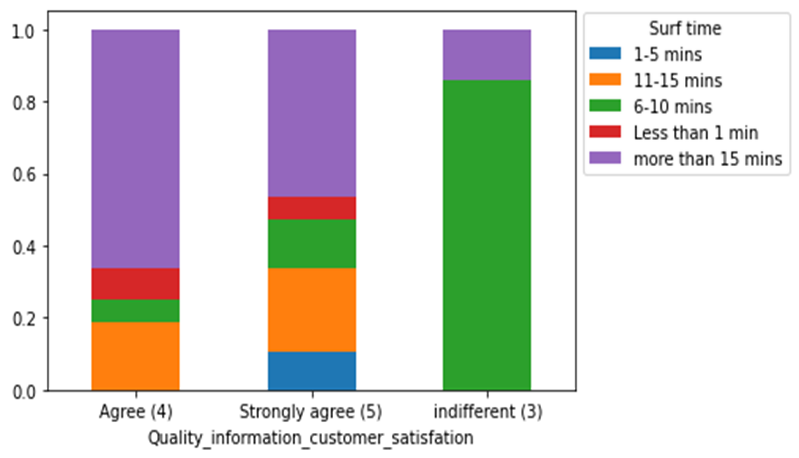 Surf time
1-5 mins
11-15 mins
6-10 mins
Less than 1 min
more than 15 mins
1.0
0.8
0.6
0.4
0.2
0.0
Agree (4) Strongly agree (5) indifferent (3)
Quality_information_customer_satisfation